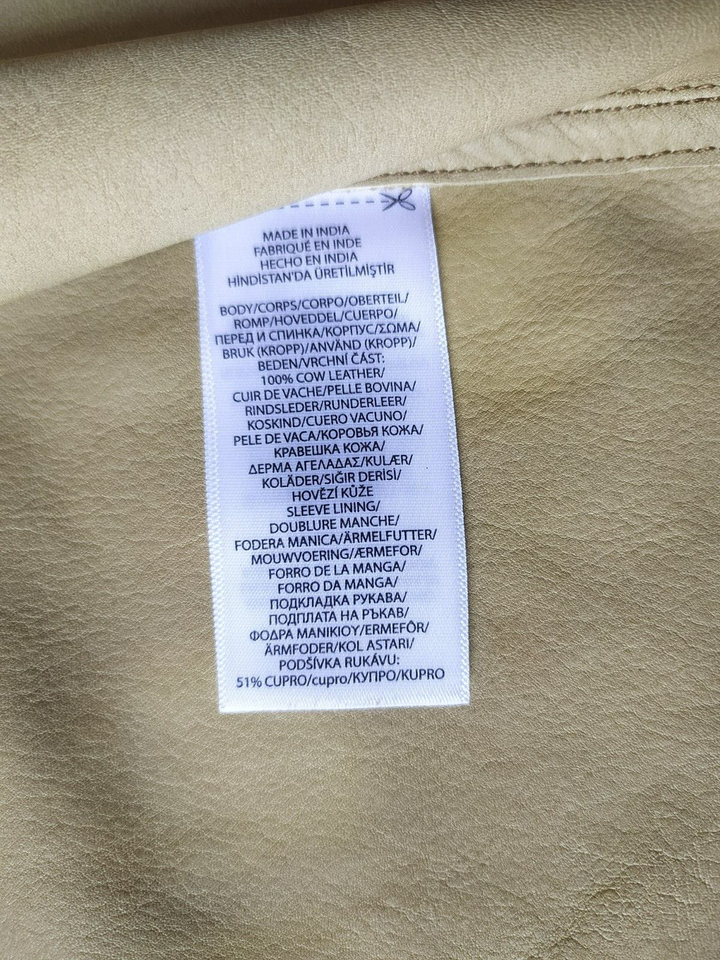 MADE IN INDIA
FABRIQUÉ EN INDE
HECHO EN INDIA
HİNDİSTAN'DA ÜRETİLMİŞTİR
BODY/CORPS/CORPO/OBERTEIL/
ROMP/HOVEDDEL/CUERPO/
ПЕРЕД И СПИНКА/КОРПУС/ΣΩΜΑ/
BRUK (KROPP)/ANVÄND (KROPP)/
BEDEN/VRCHNÍ ČÁST:
100% COW LEATHER/
CUIR DE VACHE/PELLE BOVINA/
RINDSLEDER/RUNDERLEER/
KOSKIND/CUERO VACUNO/
PELE DE VACA/КОРОВЬЯ КОЖА/
КРАВЕШКА КОЖА/
ΔΕΡΜΑ ΑΓΕΛΑΔΑΣ/KULÆR/
KOLÄDER/SIĞIR DERİSİ/
HOVĚZÍ KŮŽE
SLEEVE LINING/
DOUBLURE MANCHE/
FODERA MANICA/ÄRMELFUTTER/
MOUWVOERING/ÆRMEFOR/
FORRO DE LA MANGA/
FORRO DA MANGA/
ПОДКЛАДКА РУКАВА/
ПОДПЛАТА НА РЪКАВ/
ΦΟΔΡΑ ΜΑΝΙΚΙΟΥ/ERMEFÔR/
ÄRMFODER/KOL ASTARI/
PODŠÍVKA RUKÁVU:
51% CUPRO/cupro/КУПРО/KUPRO